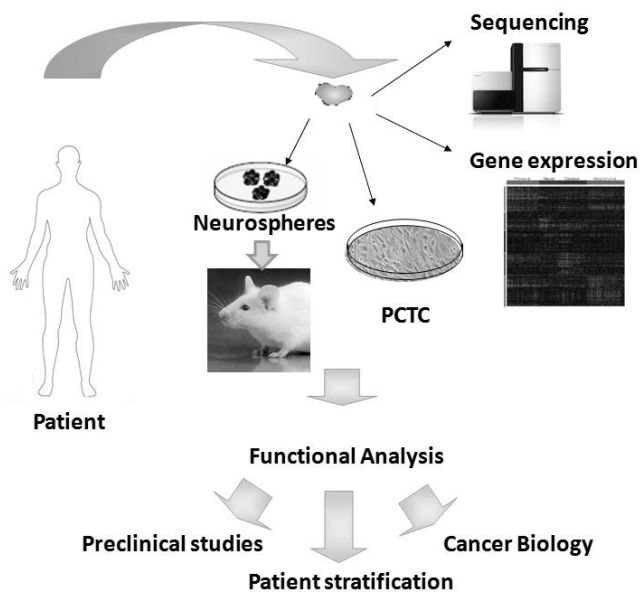 Sequencing
Gene expression
Neurospheres
PCTC
Patient
Functional Analysis
Preclinical studies
Cancer Biology
Patient stratification